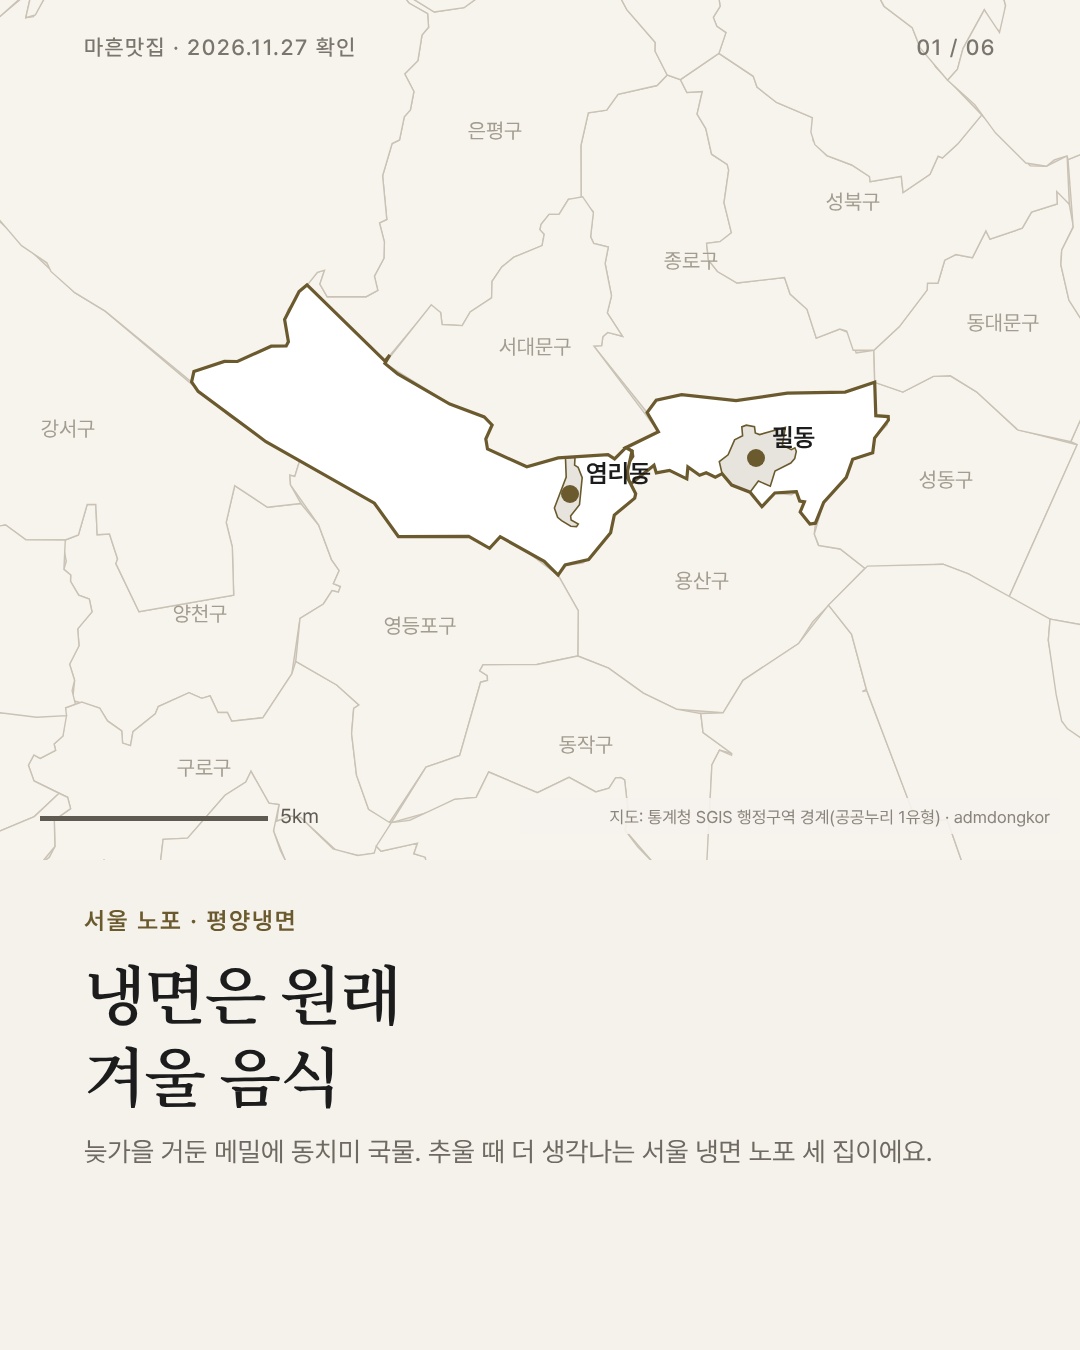 마흔맛집 · 2026.11.27 확인
01 / 06
은평구
성북구
종로구
동대문구
서대문구
강서구
필동
염리동
성동구
용산구
양천구
영등포구
동작구
구로구
5km
지도: 통계청 SGIS 행정구역 경계(공공누리 1유형) · admdongkor
서울 노포 · 평양냉면
냉면은 원래
겨울 음식
늦가을 거둔 메밀에 동치미 국물. 추울 때 더 생각나는 서울 냉면 노포 세 집이에요.